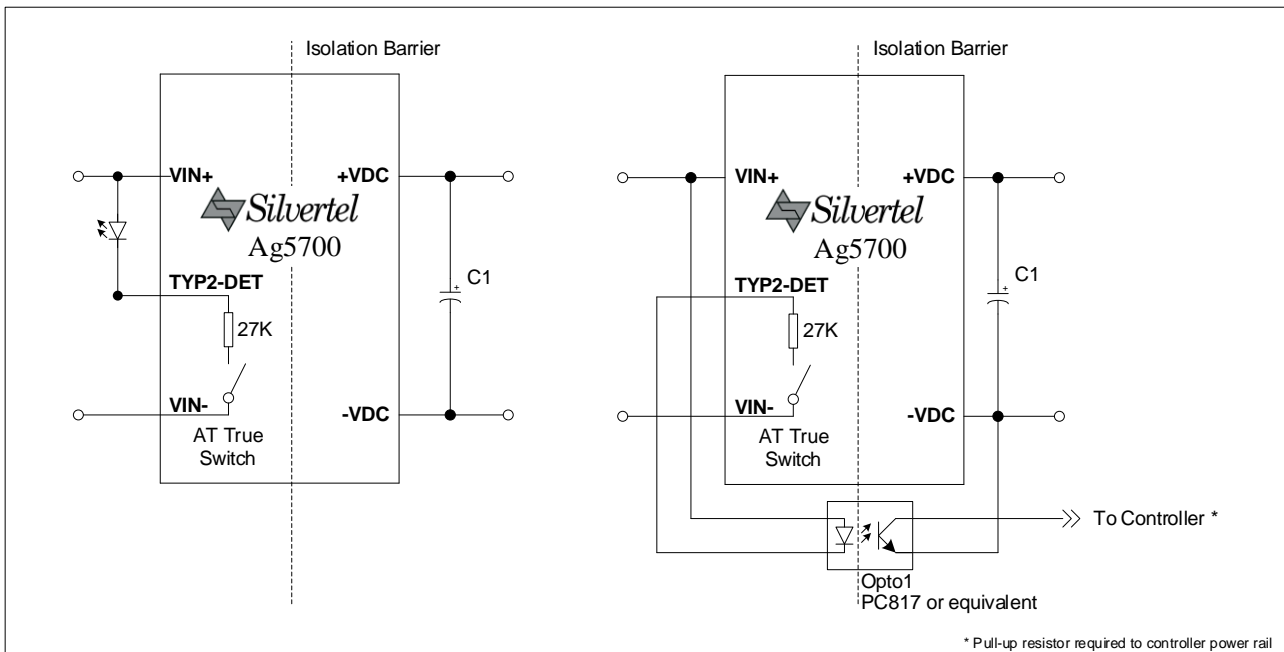 Isolation Barrier
VIN+
+VDC
Silvertel
Ag5700
TYP2-DET
27K
C1
VIN-
-VDC
AT True
Switch
Isolation Barrier
VIN+
+VDC
Silvertel
Ag5700
TYP2-DET
27K
C1
VIN-
-VDC
AT True
Switch
To Controller *
Opto1
PC817 or equivalent
* Pull-up resistor required to controller power rail
+
+